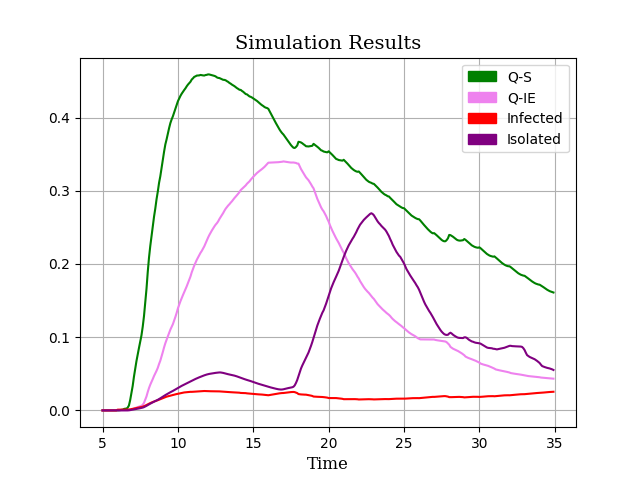 Simulation Results
Q-S
Q-IE
Infected
Isolated
0.4
0.3
0.2
0.1
0.0
5 10 15 20 25 30 35
Time